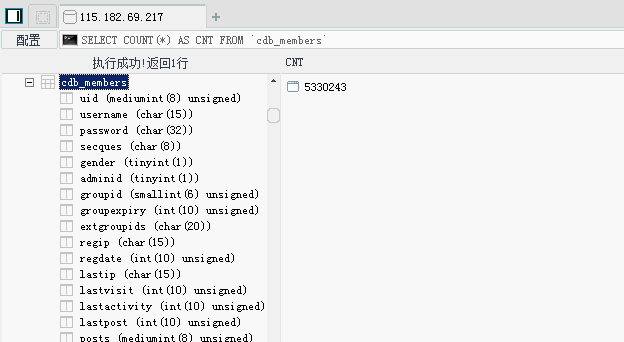 115.182.69.217
配置
SELECT COUNT(*) AS CNT FROM `cdb_members`
执行成功!返回1行
CNT
cdb_members
5330243
uid (mediumint(8) unsigned)
username (char(15))
password (char(32))
secques (char(8))
gender (tinyint(1))
adminid (tinyint(1))
groupid (smallint(6) unsigned)
groupexpiry (int(10) unsigned)
extgroupids (char(20))
regip (char(15))
regdate (int(10) unsigned)
lastip (char(15))
lastvisit (int(10) unsigned)
lastactivity (int(10) unsigned)
lastpost (int(10) unsigned)
posts (mediumint(8) unsigned)